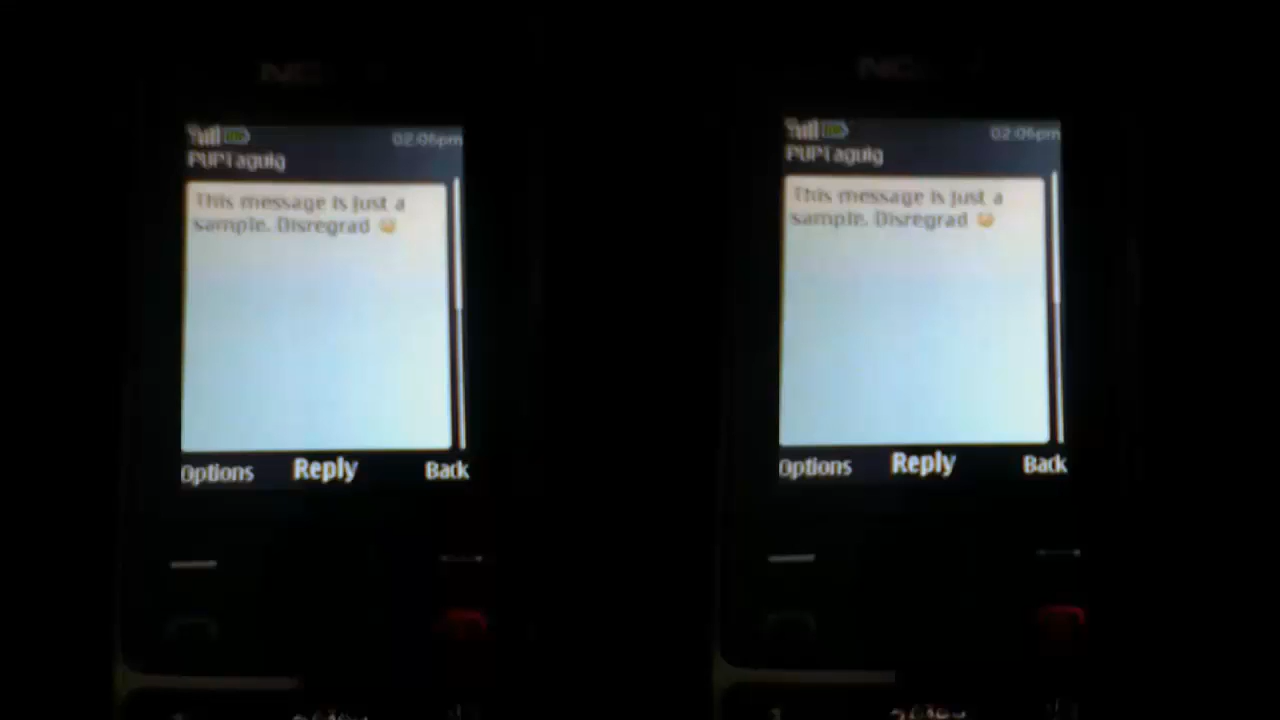 02:06pm
PUPTaguig
This message is just a
sample. Disregrad 😄
Options Reply Back
02:06pm
PUPTaguig
This message is just a
sample. Disregrad 😄
Options Reply Back